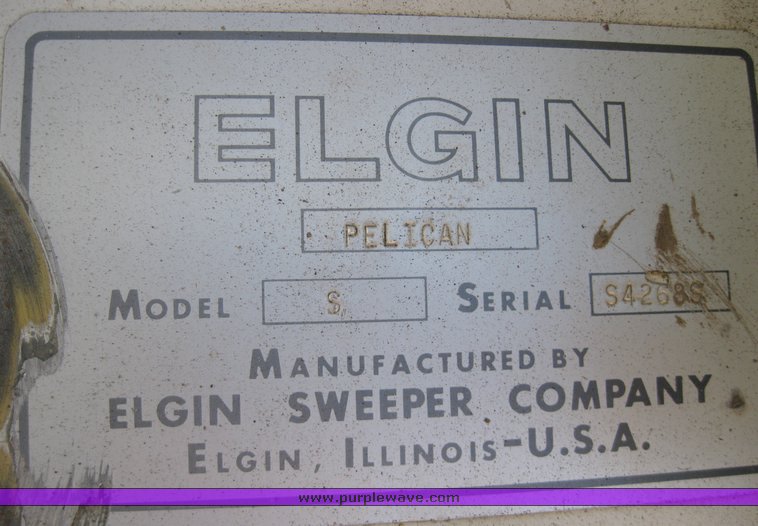 ELGIN
PELICAN
MODEL S SERIAL S4268S
MANUFACTURED BY
ELGIN SWEEPER COMPANY
ELGIN, ILLINOIS-U.S.A.
www.purplewave.com